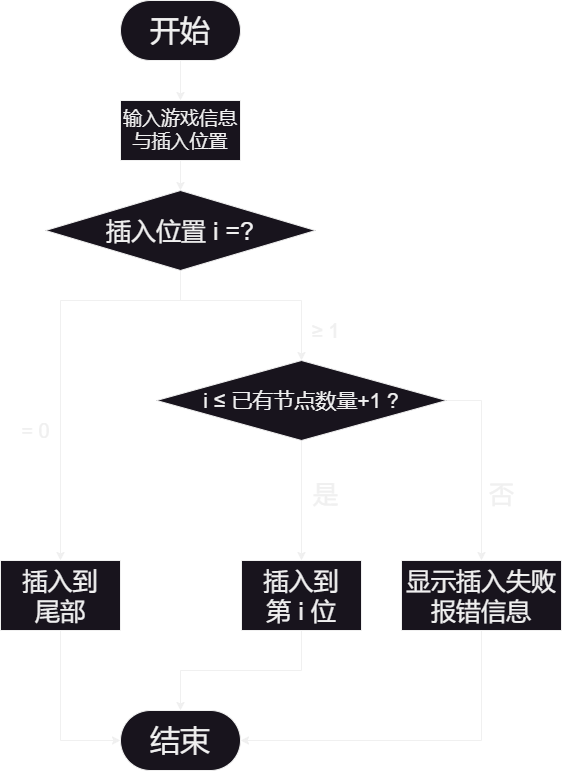 开始
输入游戏信息
与插入位置
插入位置 i =?
≥ 1
i ≤ 已有节点数量+1 ?
= 0
是
否
插入到
尾部
插入到
第 i 位
显示插入失败
报错信息
结束